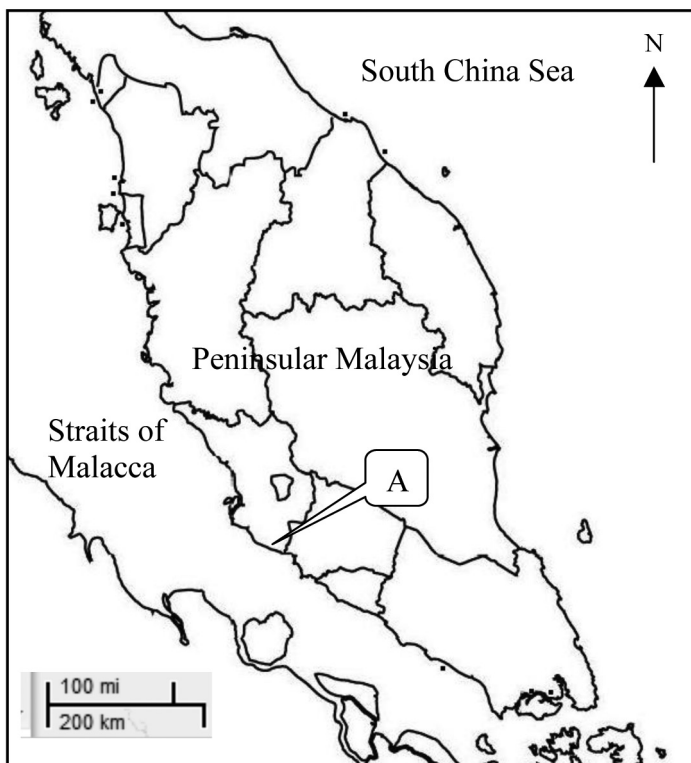 N
South China Sea
Peninsular Malaysia
Straits of
Malacca
A
100 mi
200 km